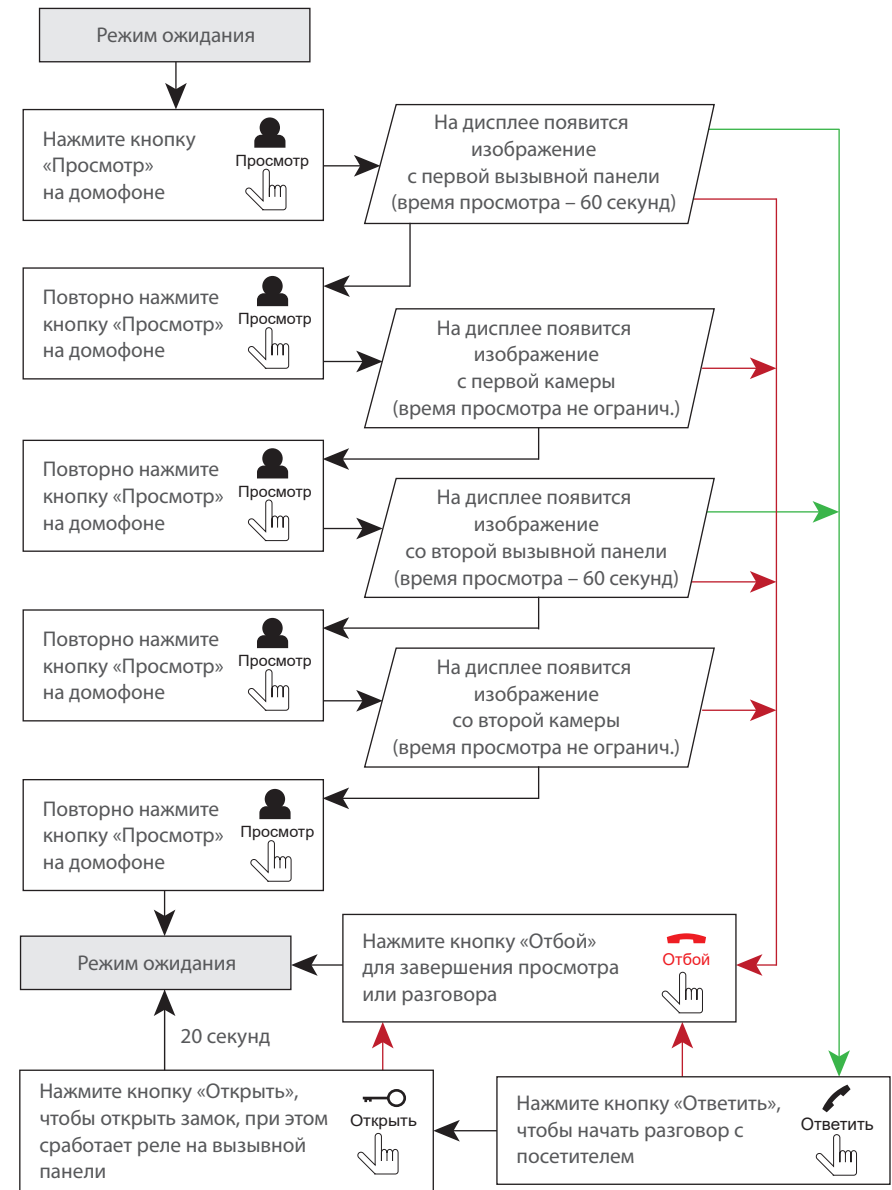 Режим ожидания
Нажмите кнопку
«Просмотр»
на домофоне
Просмотр
На дисплее появится
изображение
с первой вызывной панели
(время просмотра – 60 секунд)
Повторно нажмите
кнопку «Просмотр»
на домофоне
Просмотр
На дисплее появится
изображение
с первой камеры
(время просмотра не огранич.)
Повторно нажмите
кнопку «Просмотр»
на домофоне
Просмотр
На дисплее появится
изображение
со второй вызывной панели
(время просмотра – 60 секунд)
Повторно нажмите
кнопку «Просмотр»
на домофоне
Просмотр
На дисплее появится
изображение
со второй камеры
(время просмотра не огранич.)
Повторно нажмите
кнопку «Просмотр»
на домофоне
Просмотр
Режим ожидания
Нажмите кнопку «Отбой»
для завершения просмотра
или разговора
Отбой
20 секунд
Нажмите кнопку «Открыть»,
чтобы открыть замок, при этом
сработает реле на вызывной
панели
Открыть
Нажмите кнопку «Ответить»,
чтобы начать разговор с
посетителем
Ответить